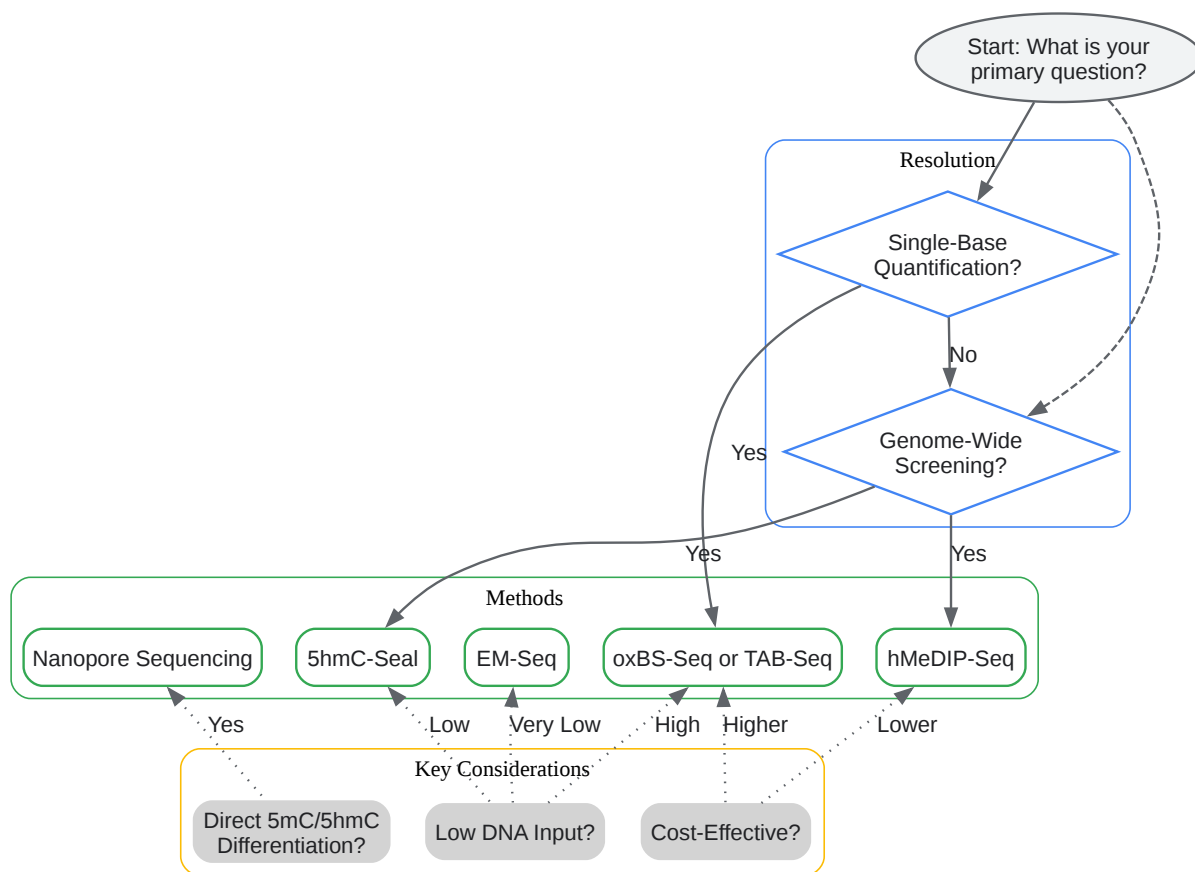 Start: What is your
primary question?
Resolution
Single-Base
Quantification?
No
Genome-Wide
Screening?
Yes
Yes
Yes
Methods
Nanopore Sequencing
5hmC-Seal
EM-Seq
oxBS-Seq or TAB-Seq
hMeDIP-Seq
Yes
Low
Very Low
High
Higher
Lower
Key Considerations
Direct 5mC/5hmC
Differentiation?
Low DNA Input?
Cost-Effective?